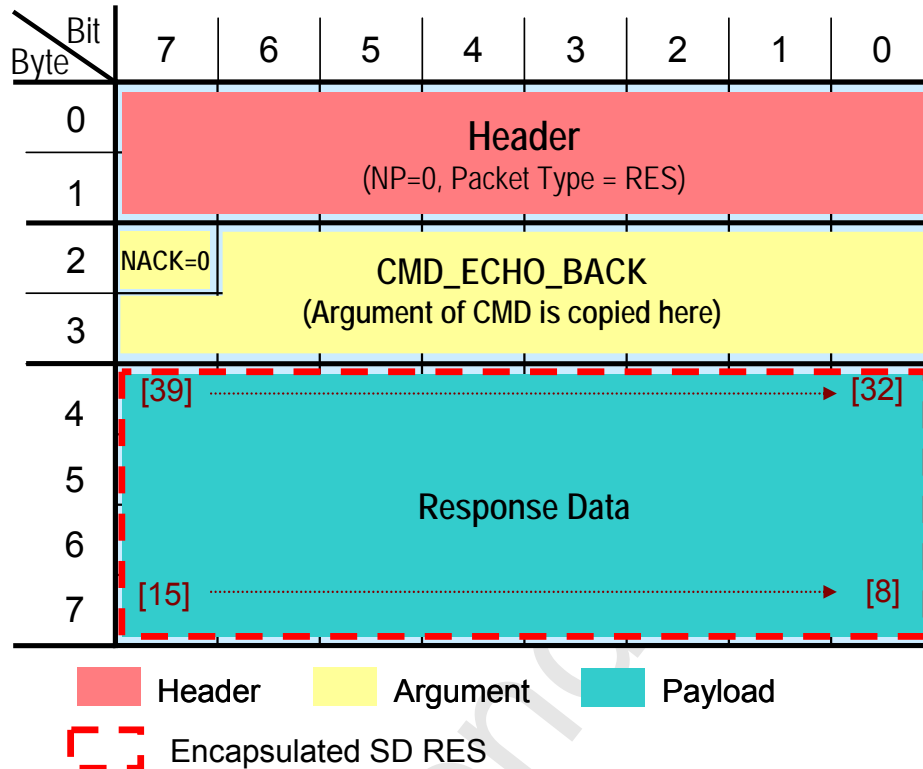 Bit
Byte
7 6 5 4 3 2 1 0
0
Header
(NP=0, Packet Type = RES)
1
2
NACK=0
CMD_ECHO_BACK
(Argument of CMD is copied here)
3
[39] [32]
4
5
Response Data
6
[15] [8]
7
Header Argument Payload
Encapsulated SD RES